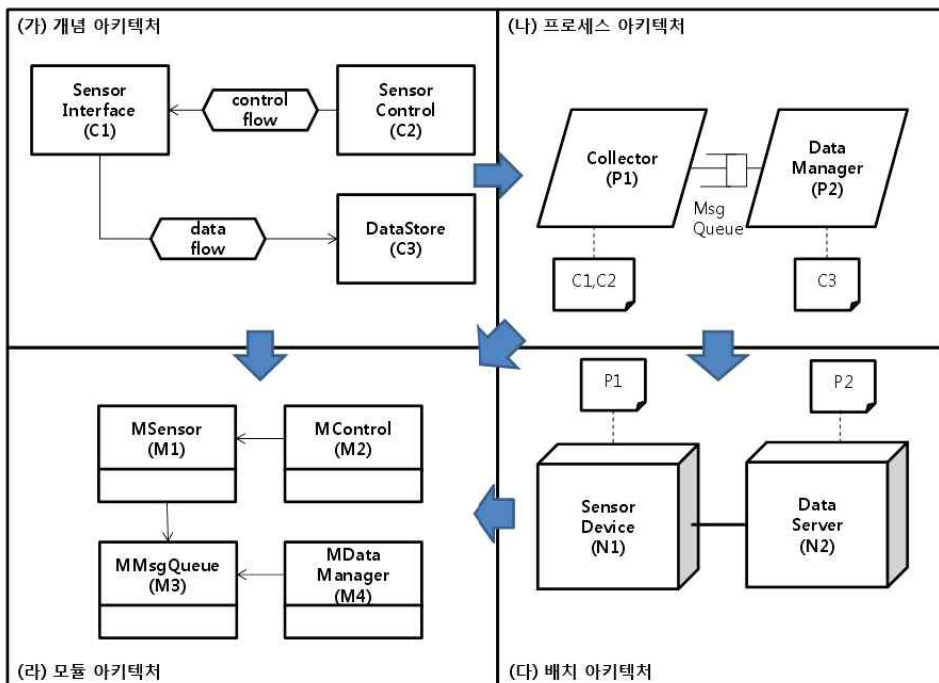 (가) 개념 아키텍처
Sensor
Interface
(C1)
control
flow
Sensor
Control
(C2)
data
flow
DataStore
(C3)
(나) 프로세스 아키텍처
Collector
(P1)
Msg
Queue
Data
Manager
(P2)
C1,C2
C3
MSensor
(M1)
MControl
(M2)
MMsgQueue
(M3)
MData
Manager
(M4)
(라) 모듈 아키텍처
P1
P2
Sensor
Device
(N1)
Data
Server
(N2)
(다) 배치 아키텍처